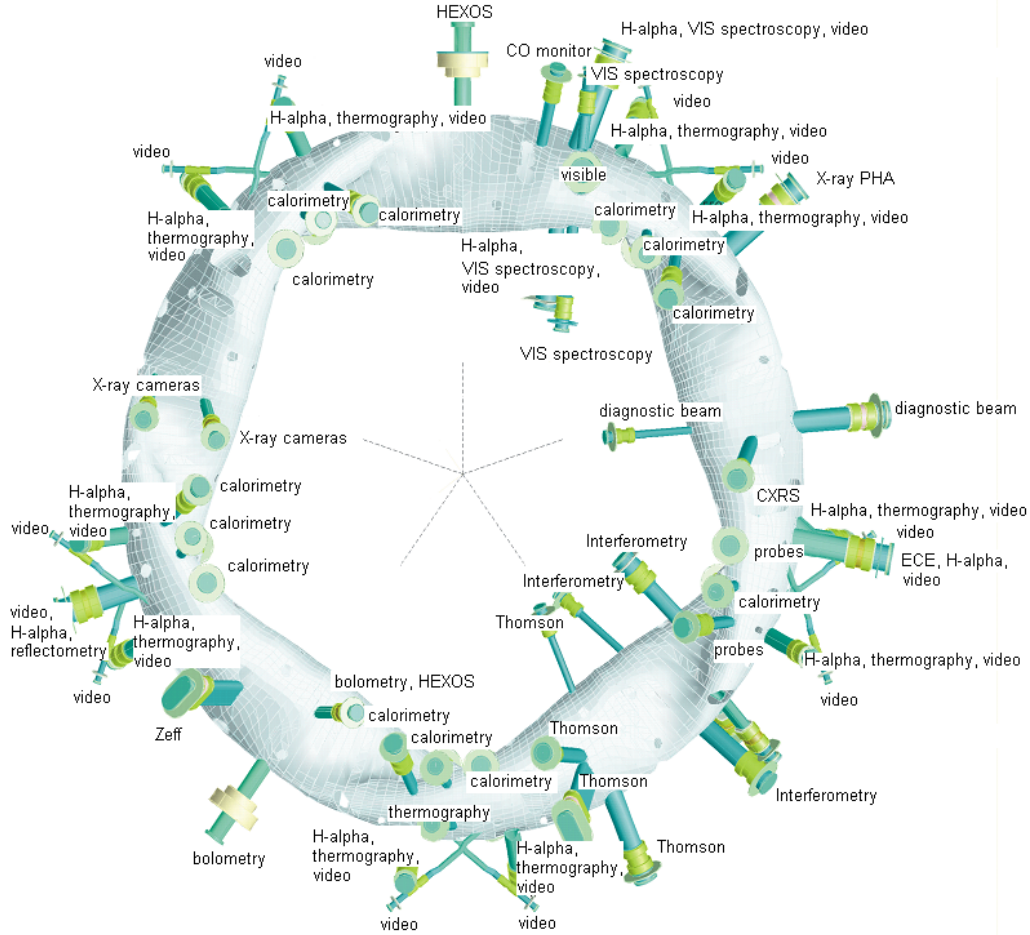 HEXOS
H-alpha, VIS spectroscopy, video
CO monitor
VIS spectroscopy
video
video
H-alpha, thermography, video
H-alpha, thermography, video
video
video
X-ray PHA
visible
calorimetry
calorimetry
calorimetry
H-alpha,
thermography,
video
H-alpha, thermography, video
H-alpha,
VIS spectroscopy,
video
calorimetry
calorimetry
calorimetry
VIS spectroscopy
X-ray cameras
diagnostic beam
diagnostic beam
X-ray cameras
calorimetry
H-alpha,
thermography,
video
CXRS
H-alpha, thermography, video
video
video
calorimetry
Interferometry
probes
ECE, H-alpha,
video
calorimetry
Interferometry
calorimetry
video,
H-alpha,
reflectometry
H-alpha,
thermography,
video
Thomson
probes
H-alpha, thermography, video
video
video
bolometry, HEXOS
calorimetry
Zeff
Thomson
calorimetry
calorimetry
Thomson
Interferometry
thermography
H-alpha,
thermography,
video
H-alpha,
thermography,
video
Thomson
bolometry
video
video